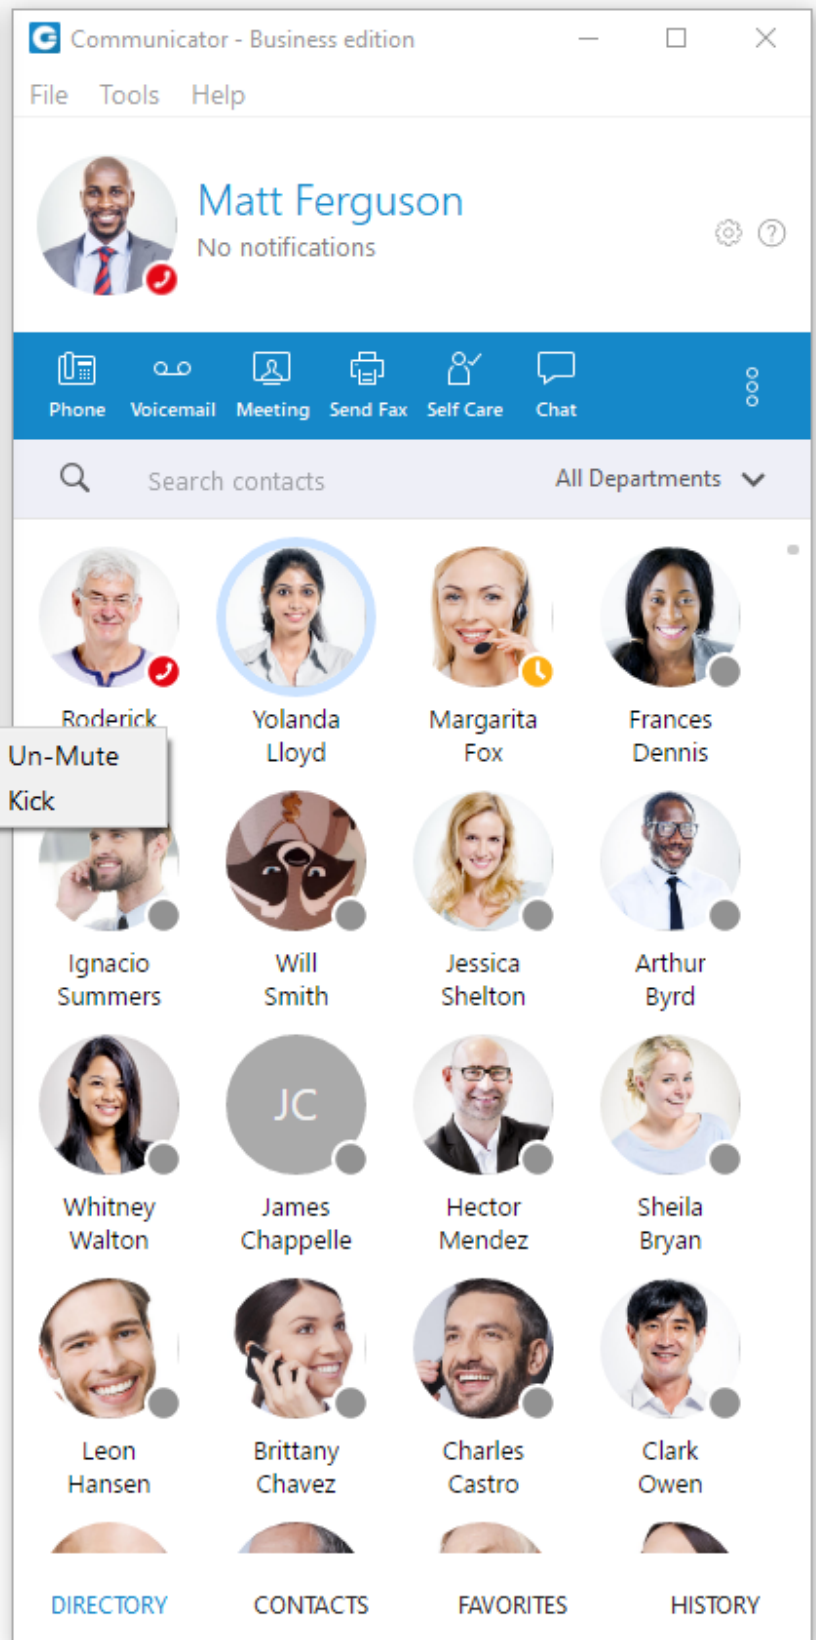 Communicator - Business edition
File Tools Help
Matt Ferguson
No notifications
Phone Voicemail Meeting Send Fax Self Care Chat
Search contacts All Departments
Roderick Yolanda Margarita Frances
Lloyd Fox Dennis
Un-Mute
Kick
Ignacio Will Jessica Arthur
Summers Smith Shelton Byrd
JC
Whitney James Hector Sheila
Walton Chappelle Mendez Bryan
Leon Brittany Charles Clark
Hansen Chavez Castro Owen
DIRECTORY CONTACTS FAVORITES HISTORY